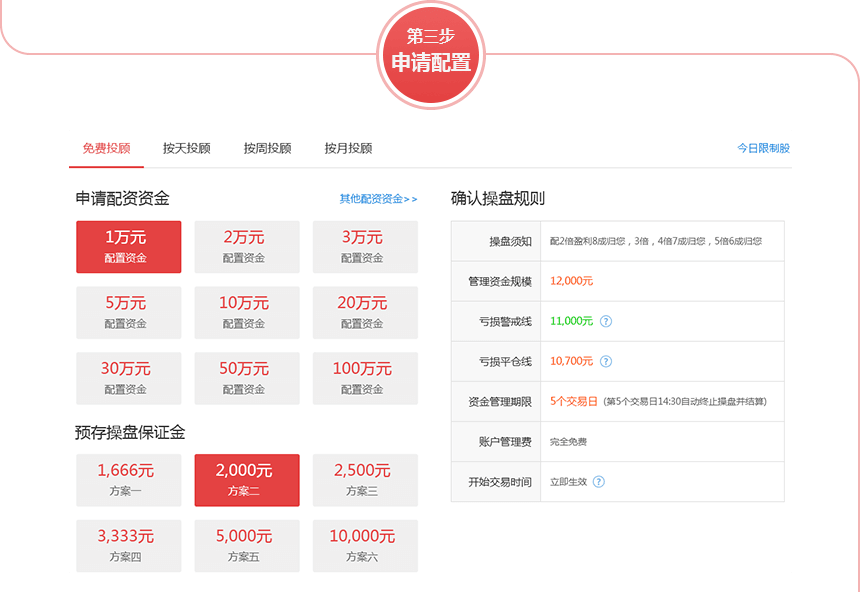 第三步
申请配置
免费投顾 按天投顾 按周投顾 按月投顾 今日限制股
申请配资资金 其他配资资金>>
1万元 2万元 3万元
配置资金 配置资金 配置资金
5万元 10万元 20万元
配置资金 配置资金 配置资金
30万元 50万元 100万元
配置资金 配置资金 配置资金
预存操盘保证金
1,666元 2,000元 2,500元
方案一 方案二 方案三
3,333元 5,000元 10,000元
方案四 方案五 方案六
确认操盘规则
操盘须知 配2倍盈利8成归您，3倍，4倍7成归您，5倍6成归您
管理资金规模 12,000元
亏损警戒线 11,000元 ?
亏损平仓线 10,700元 ?
资金管理期限 5个交易日 (第5个交易日14:30自动终止操盘并结算)
账户管理费 完全免费
开始交易时间 立即生效 ?